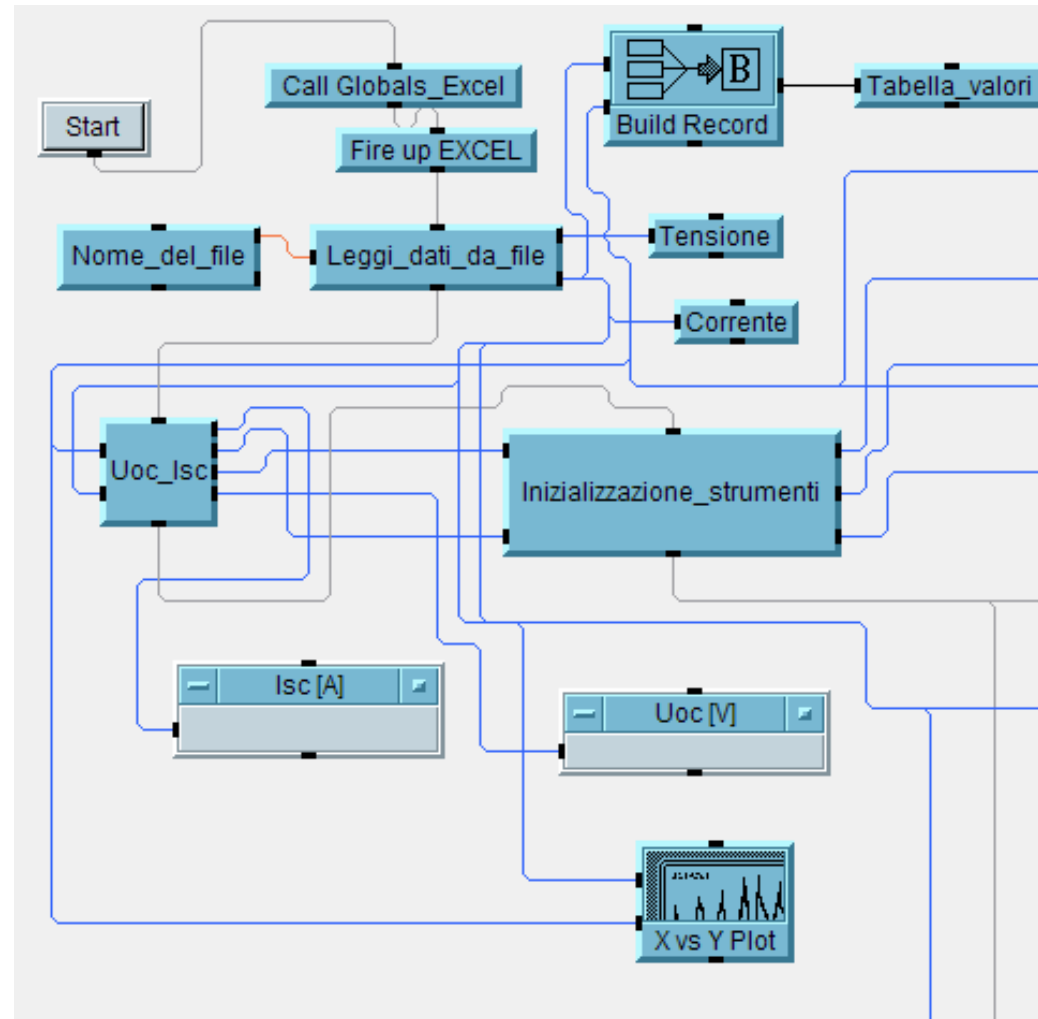 Call Globals_Excel
Start
Fire up EXCEL
B
Build Record
Tabella_valori
Nome_del_file
Leggi_dati_da_file
Tensione
Corrente
Uoc_Isc
Inizializzazione_strumenti
Isc [A]
Uoc [V]
X vs Y Plot